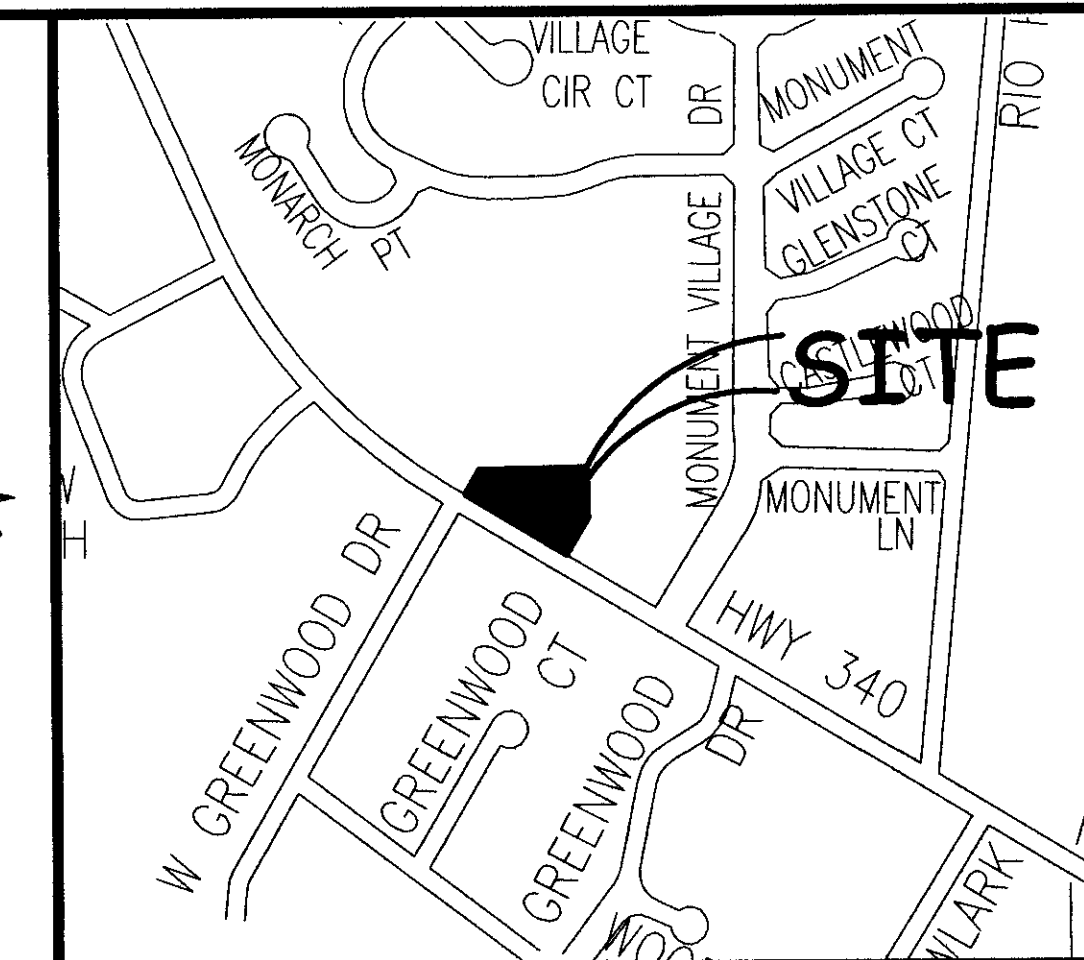 VILLAGE
CIR CT
DR
MONUMENT
VILLAGE CT
RIO
MONARCH
PT
MONUMENT VILLAGE
GLENSTONE
CT
CASTLEWOOD
CT
SITE
MONUMENT
LN
H
W GREENWOOD DR
GREENWOOD
CT
GREENWOOD
DR
HWY 340